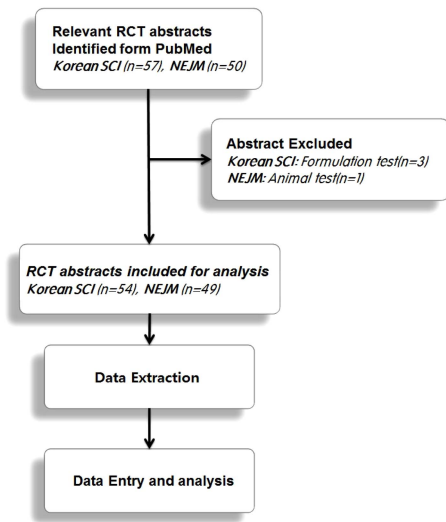 Relevant RCT abstracts
Identified form PubMed
Korean SCI (n=57), NEJM (n=50)
Abstract Excluded
Korean SCI: Formulation test(n=3)
NEJM: Animal test(n=1)
RCT abstracts included for analysis
Korean SCI (n=54), NEJM (n=49)
Data Extraction
Data Entry and analysis